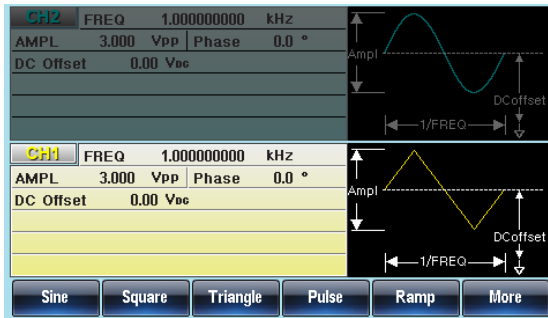 CH2 FREQ 1.000000000 kHz
AMPL 3.000 VPP Phase 0.0 °
DC Offset 0.00 VDC
Ampl
DCoffset
1/FREQ
CH1 FREQ 1.000000000 kHz
AMPL 3.000 VPP Phase 0.0 °
DC Offset 0.00 VDC
Ampl
DCoffset
1/FREQ
Sine Square Triangle Pulse Ramp More